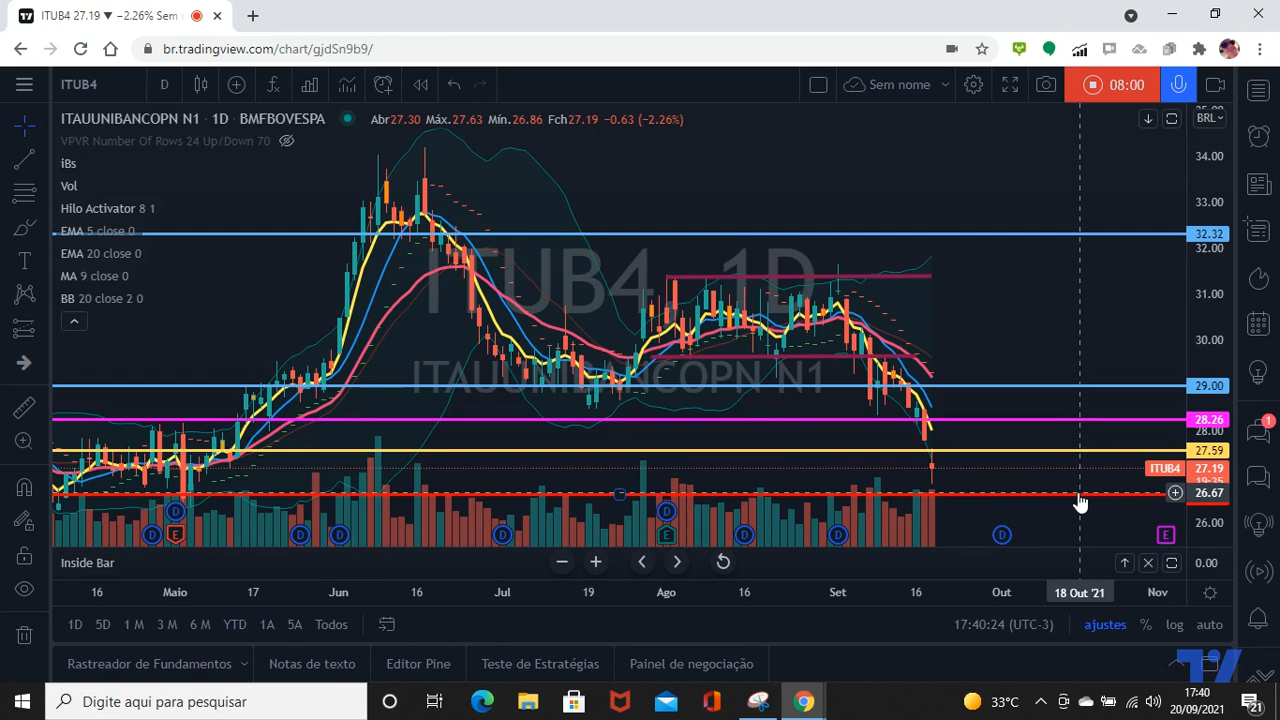 ITUB4 27.19 ▼ −2.26% Sem
br.tradingview.com/chart/gjdSn9b9/
ITUB4
D
Sem nome
08:00
ITAUUNIBANCOPN N1 · 1D · BMFBOVESPA
Abr27.30 Máx.27.63 Mín.26.86 Fch27.19 −0.63 (−2.26%)
BRL
VPVR Number Of Rows 24 Up/Down 70
iBs
Vol
Hilo Activator 8 1
EMA 5 close 0
EMA 20 close 0
MA 9 close 0
BB 20 close 2 0
ITUB4, 1D
ITAUUNIBANCOPN N1
34.00
33.00
32.32
32.00
31.00
30.00
29.00
28.26
28.00
27.59
ITUB4 27.19
26.67
26.00
D D E D D D D E D D D E
1
Inside Bar
0.00
16 Maio 17 Jun 16 Jul 19 Ago 16 Set 16 Out 18 Out '21 Nov
1D 5D 1 M 3 M 6 M YTD 1A 5A Todos
17:40:24 (UTC-3)
ajustes % log auto
Rastreador de Fundamentos
Notas de texto
Editor Pine
Teste de Estratégias
Painel de negociação
Digite aqui para pesquisar
33°C
17:40
20/09/2021
21